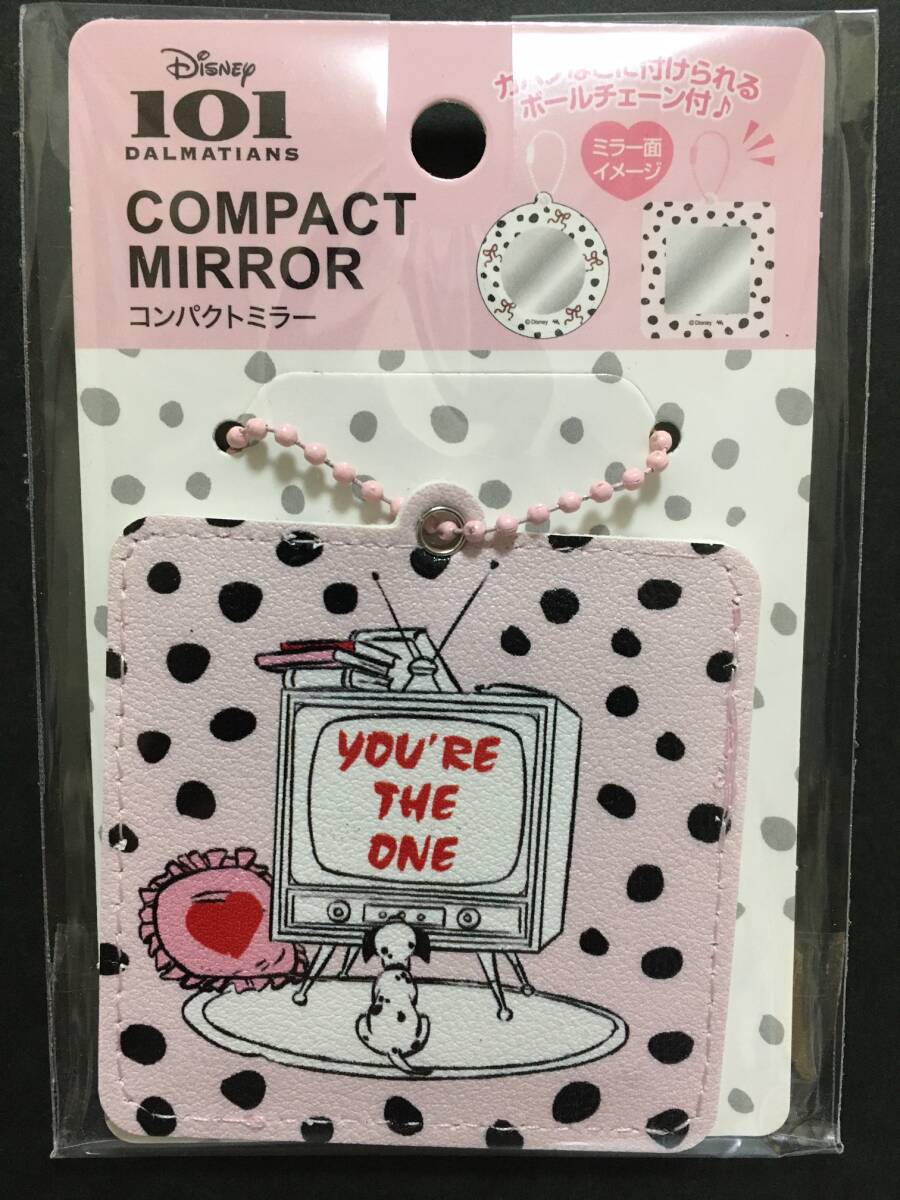 Disney
101
DALMATIANS
COMPACT
MIRROR
コンパクトミラー
カバンなどに付けられる
ボールチェーン付♪
ミラー面
イメージ
©Disney
©Disney
YOU'RE
THE
ONE